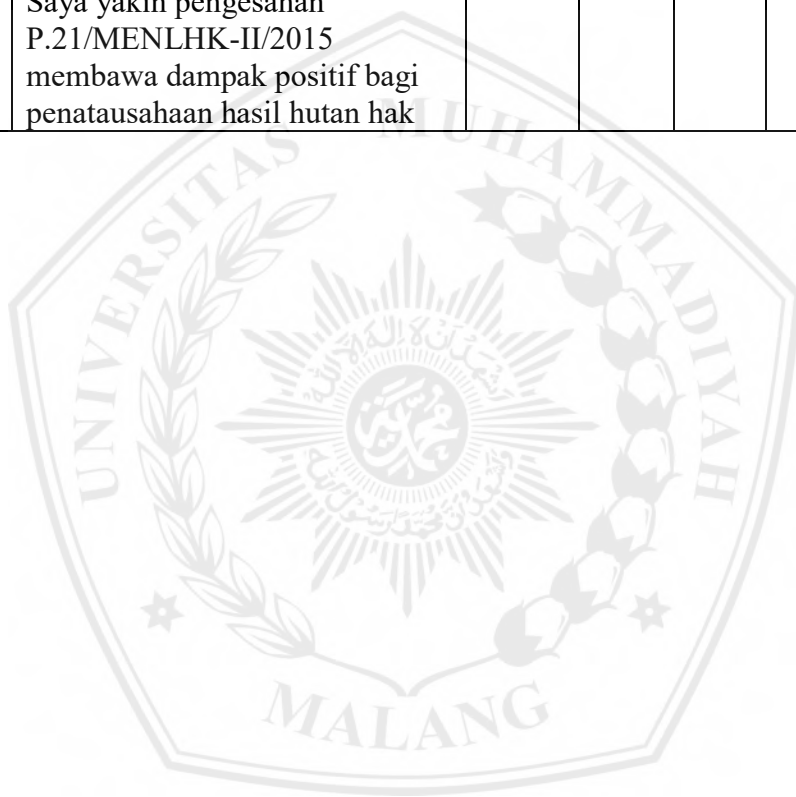 Saya yakin pengesahan
P.21/MENLHK-II/2015
membawa dampak positif bagi
penatausahaan hasil hutan hak
UNIVERSITAS MUHAMMADIYAH
MALANG